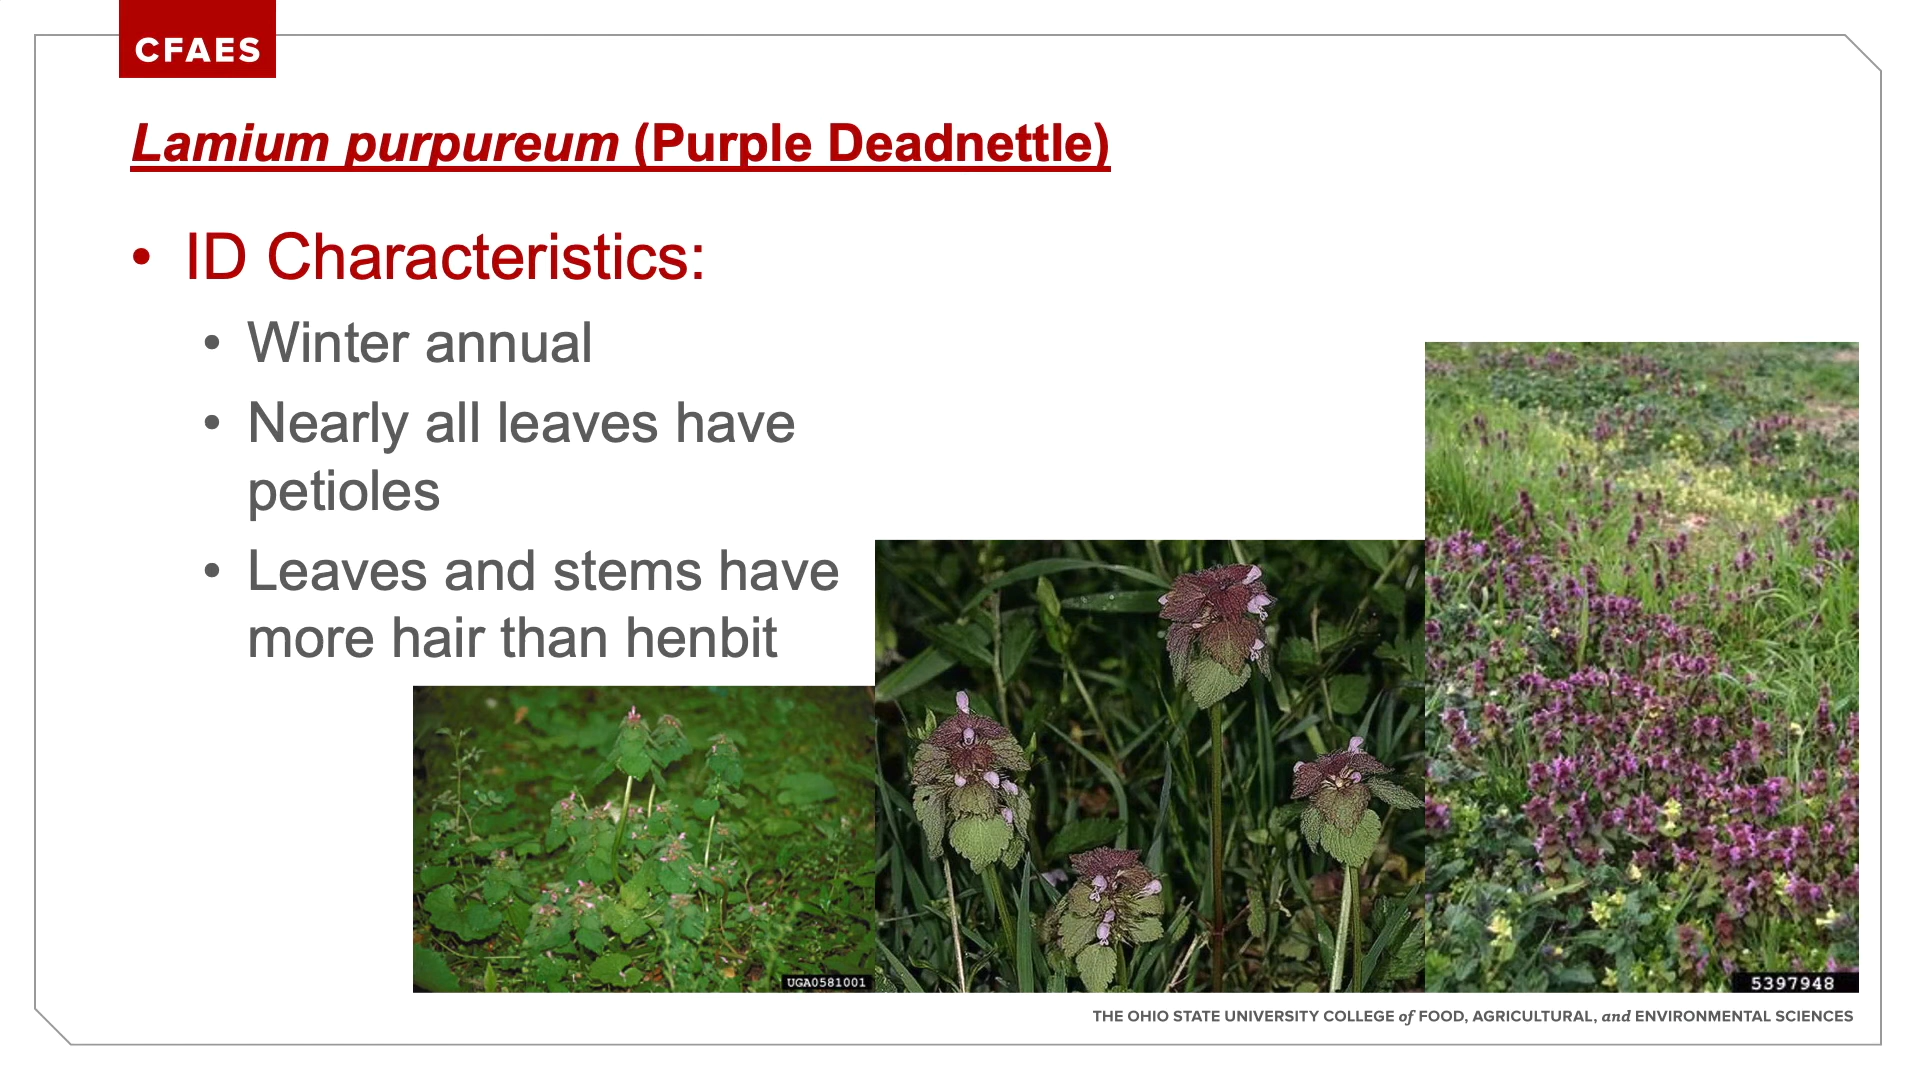 CFAES
Lamium purpureum (Purple Deadnettle)
• ID Characteristics:
• Winter annual
• Nearly all leaves have
petioles
• Leaves and stems have
more hair than henbit
UGA0581001
5397948
THE OHIO STATE UNIVERSITY COLLEGE of FOOD, AGRICULTURAL, and ENVIRONMENTAL SCIENCES